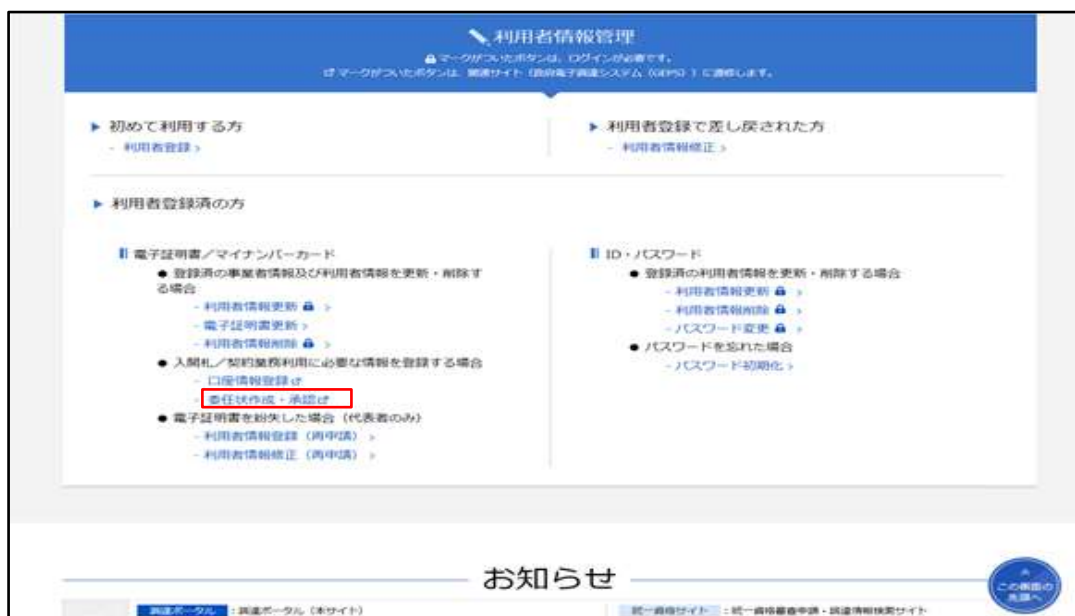 利用者情報管理
マークがついたボタンは、ログインが必要です。
マークがついたボタンは、関連サイト（政府電子調達システム（GEPS））に遷移します。
初めて利用する方
- 利用者登録 >
利用者登録で差し戻された方
- 利用者情報修正 >
利用者登録済の方
電子証明書／マイナンバーカード
● 登録済の事業者情報及び利用者情報を更新・削除す
る場合
- 利用者情報更新 >
- 電子証明書更新 >
- 利用者情報削除 >
● 入開札／契約業務利用に必要な情報を登録する場合
- 口座情報登録
- 委任状作成・承認
● 電子証明書を紛失した場合（代表者のみ）
- 利用者情報登録（再申請） >
- 利用者情報修正（再申請） >
ID・パスワード
● 登録済の利用者情報を更新・削除する場合
- 利用者情報更新 >
- 利用者情報削除 >
- パスワード変更 >
● パスワードを忘れた場合
- パスワード初期化 >
お知らせ
この画面の
先頭へ
調達ポータル ：調達ポータル（本サイト）
統一資格サイト ：統一資格審査申請・調達情報検索サイト